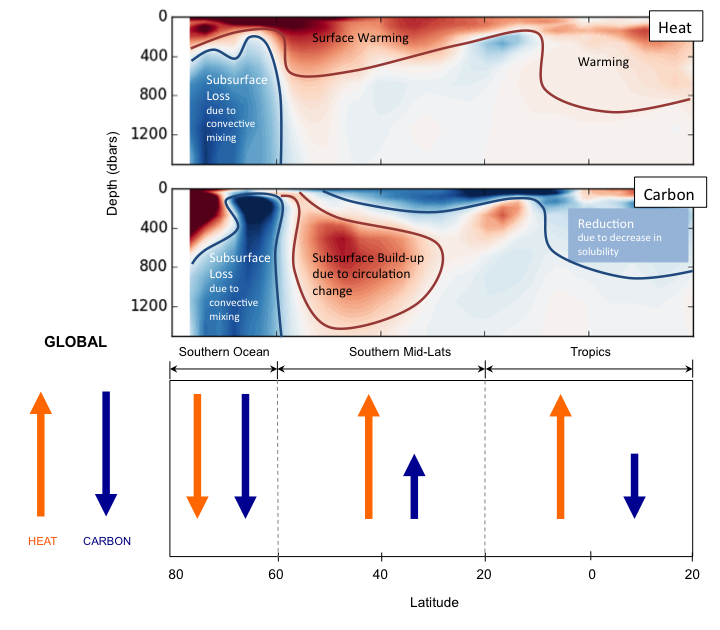 0
400
800
1200
Heat
Surface Warming
Warming
Subsurface
Loss
due to
convective
mixing
Depth (dbars)
0
400
800
1200
Carbon
Reduction
due to decrease in
solubility
Subsurface
Loss
due to
convective
mixing
Subsurface Build-up
due to circulation
change
GLOBAL
Southern Ocean
Southern Mid-Lats
Tropics
HEAT
CARBON
80
60
40
20
0
20
Latitude